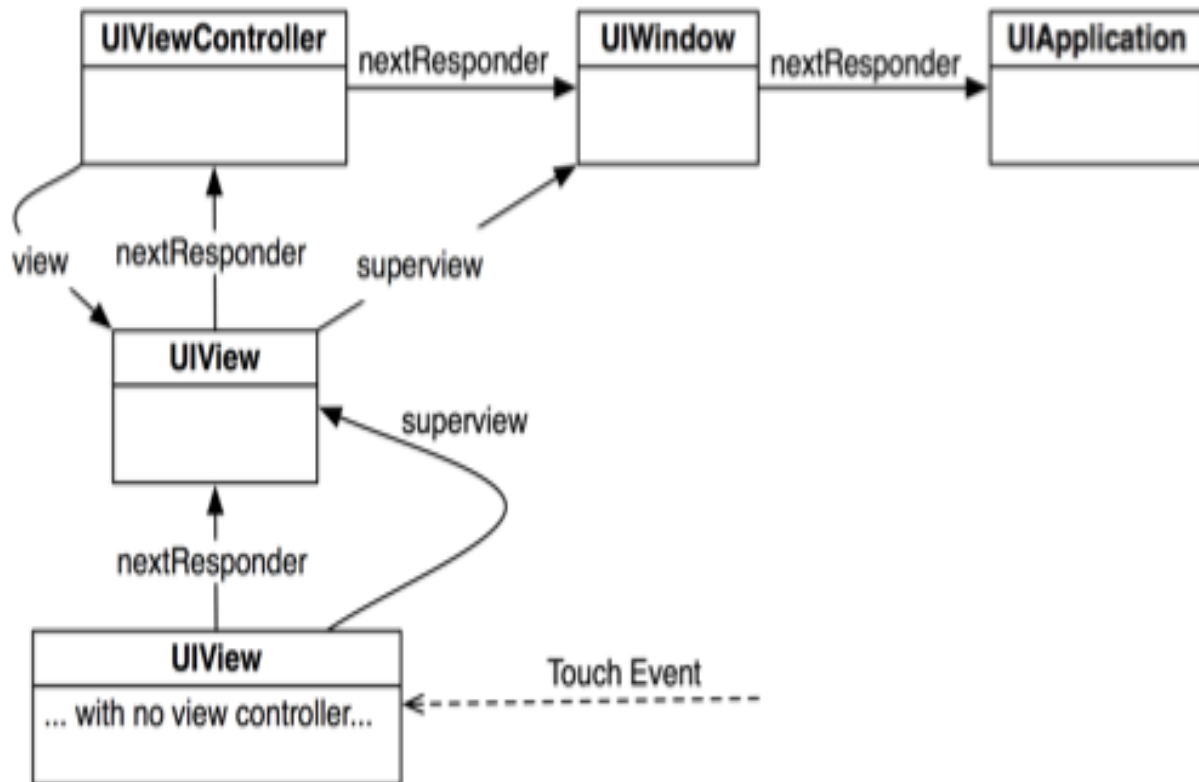 UIViewController
UIWindow
UIApplication
nextResponder
nextResponder
view
nextResponder
superview
UIView
superview
nextResponder
UIView
... with no view controller...
Touch Event